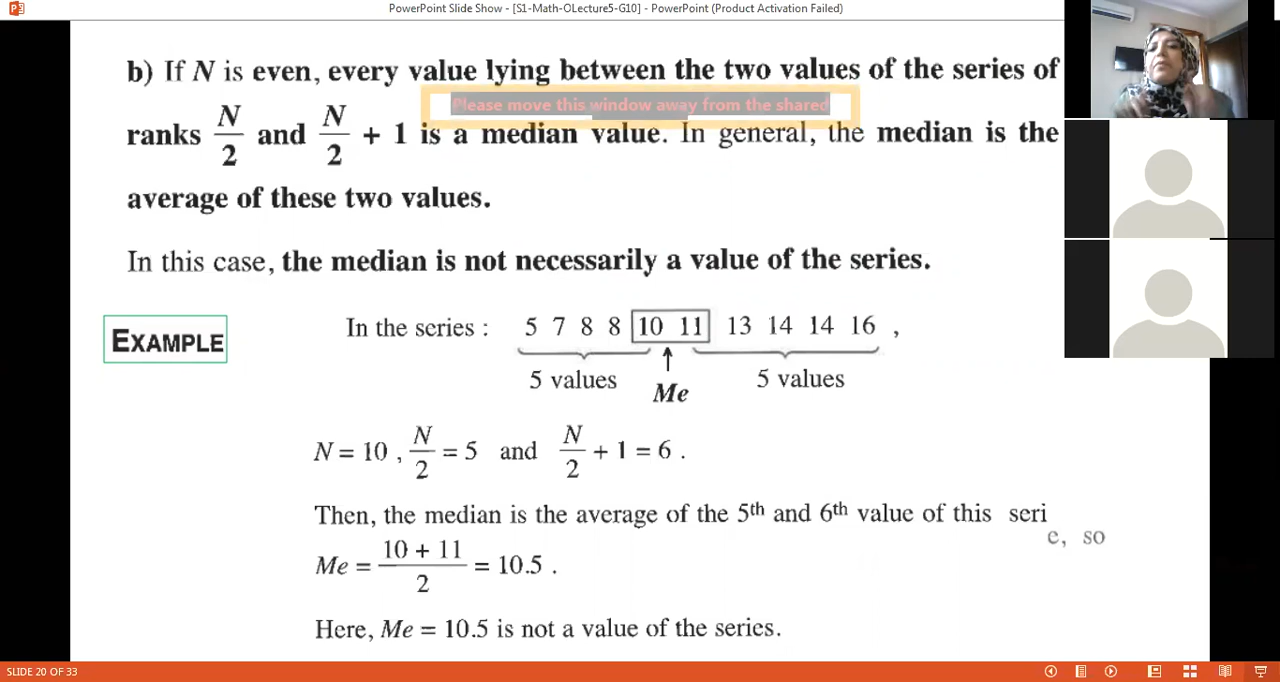 PowerPoint Slide Show - [S1-Math-OLecture5-G10] - PowerPoint (Product Activation Failed)
b) If N is even, every value lying between the two values of the series of
Please move this window away from the shared
ranks N/2 and N/2 + 1 is a median value. In general, the median is the
average of these two values.
In this case, the median is not necessarily a value of the series.
EXAMPLE
In the series : 5 7 8 8 10 11 13 14 14 16 ,
5 values Me 5 values
N = 10 , N/2 = 5 and N/2 + 1 = 6 .
Then, the median is the average of the 5th and 6th value of this seri
e, so
Me = 10 + 11/2 = 10.5 .
Here, Me = 10.5 is not a value of the series.
SLIDE 20 OF 33